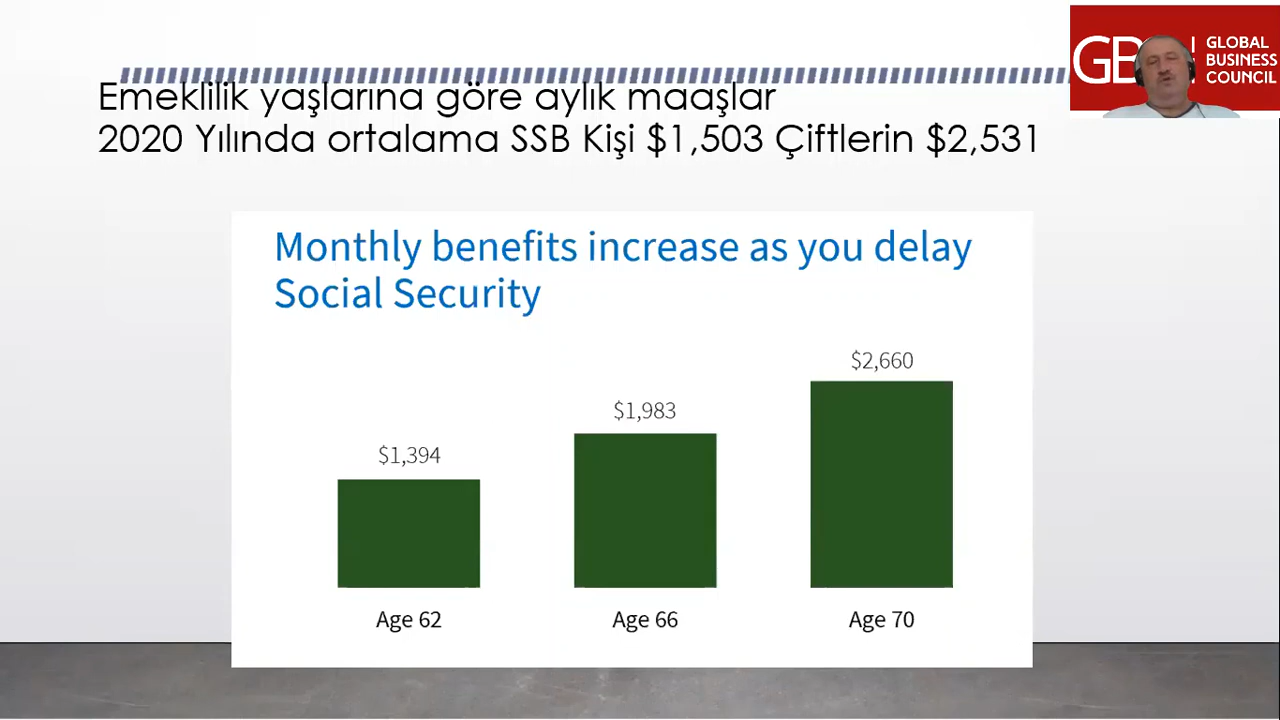 Emeklilik yaşlarına göre aylık maaşlar
2020 Yılında ortalama SSB Kişi $1,503 Çiftlerin $2,531
GLOBAL
BUSINESS
COUNCIL
Monthly benefits increase as you delay
Social Security
$1,394
$1,983
$2,660
Age 62
Age 66
Age 70